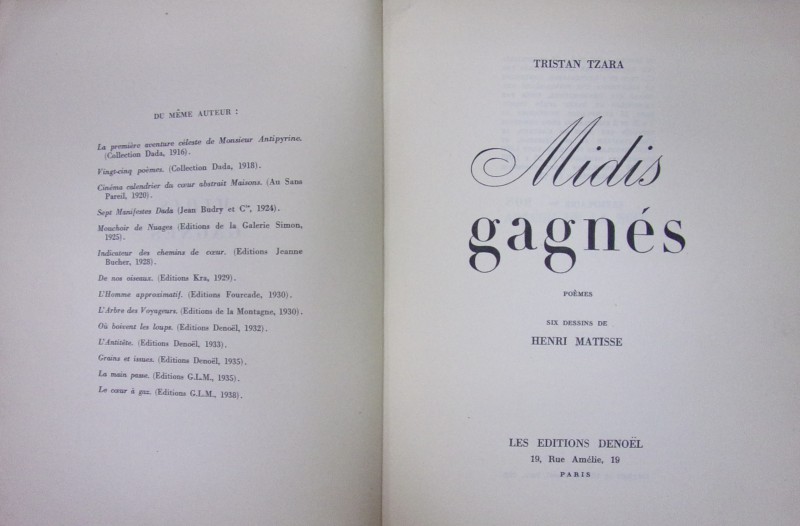 DU MÊME AUTEUR :
La première aventure céleste de Monsieur Antipyrine.
(Collection Dada, 1916).
Vingt-cinq poèmes. (Collection Dada, 1918).
Cinéma calendrier du cœur abstrait Maisons. (Au Sans
Pareil, 1920).
Sept Manifestes Dada (Jean Budry et Cie, 1924).
Mouchoir de Nuages (Editions de la Galerie Simon,
1925).
Indicateur des chemins de cœur. (Editions Jeanne
Bucher, 1928).
De nos oiseaux. (Editions Kra, 1929).
L'Homme approximatif. (Editions Fourcade, 1930).
L'Arbre des Voyageurs. (Editions de la Montagne, 1930).
Où boivent les loups. (Editions Denoël, 1932).
L'Antitête. (Editions Denoël, 1933).
Grains et issues. (Editions Denoël, 1935).
La main passe. (Editions G.L.M., 1935).
Le cœur à gaz. (Editions G.L.M., 1938).
TRISTAN TZARA
Midis
gagnés
POÈMES
SIX DESSINS DE
HENRI MATISSE
LES EDITIONS DENOËL
19, Rue Amélie, 19
PARIS